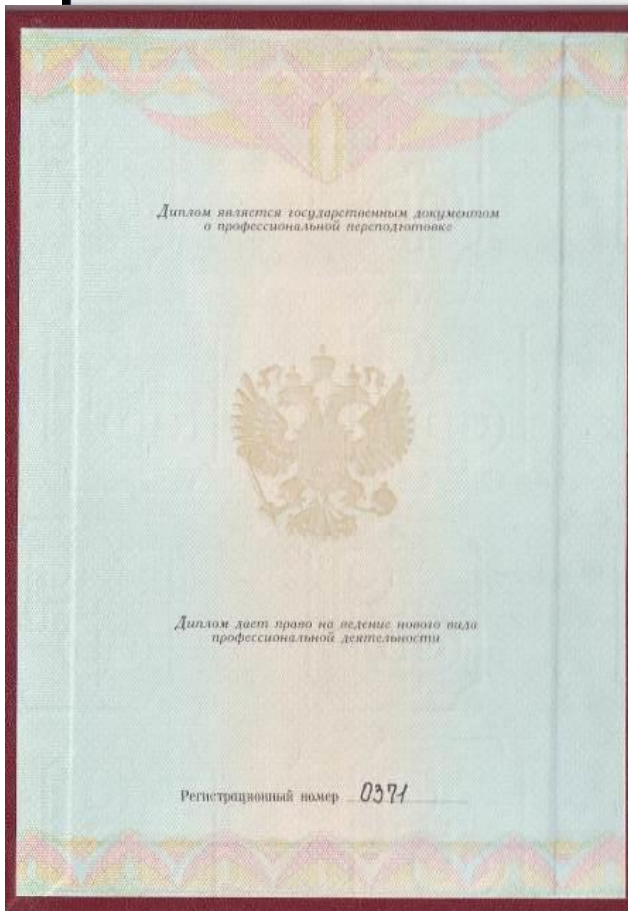 Диплом является государственным документом
о профессиональной переподготовке
Диплом дает право на ведение нового вида
профессиональной деятельности
Регистрационный номер 0371